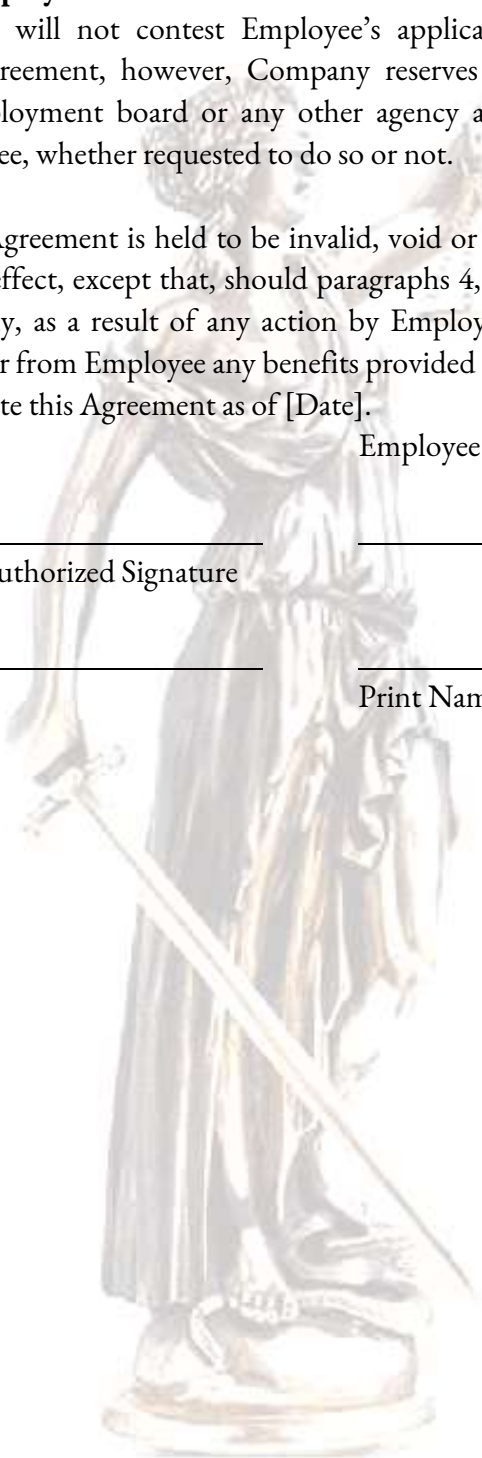 will not contest Employee's applica
reement, however, Company reserves
loyment board or any other agency a
ee, whether requested to do so or not.
Agreement is held to be invalid, void or
effect, except that, should paragraphs 4,
y, as a result of any action by Employ
r from Employee any benefits provided
te this Agreement as of [Date].
Employee
uthorized Signature
Print Nam